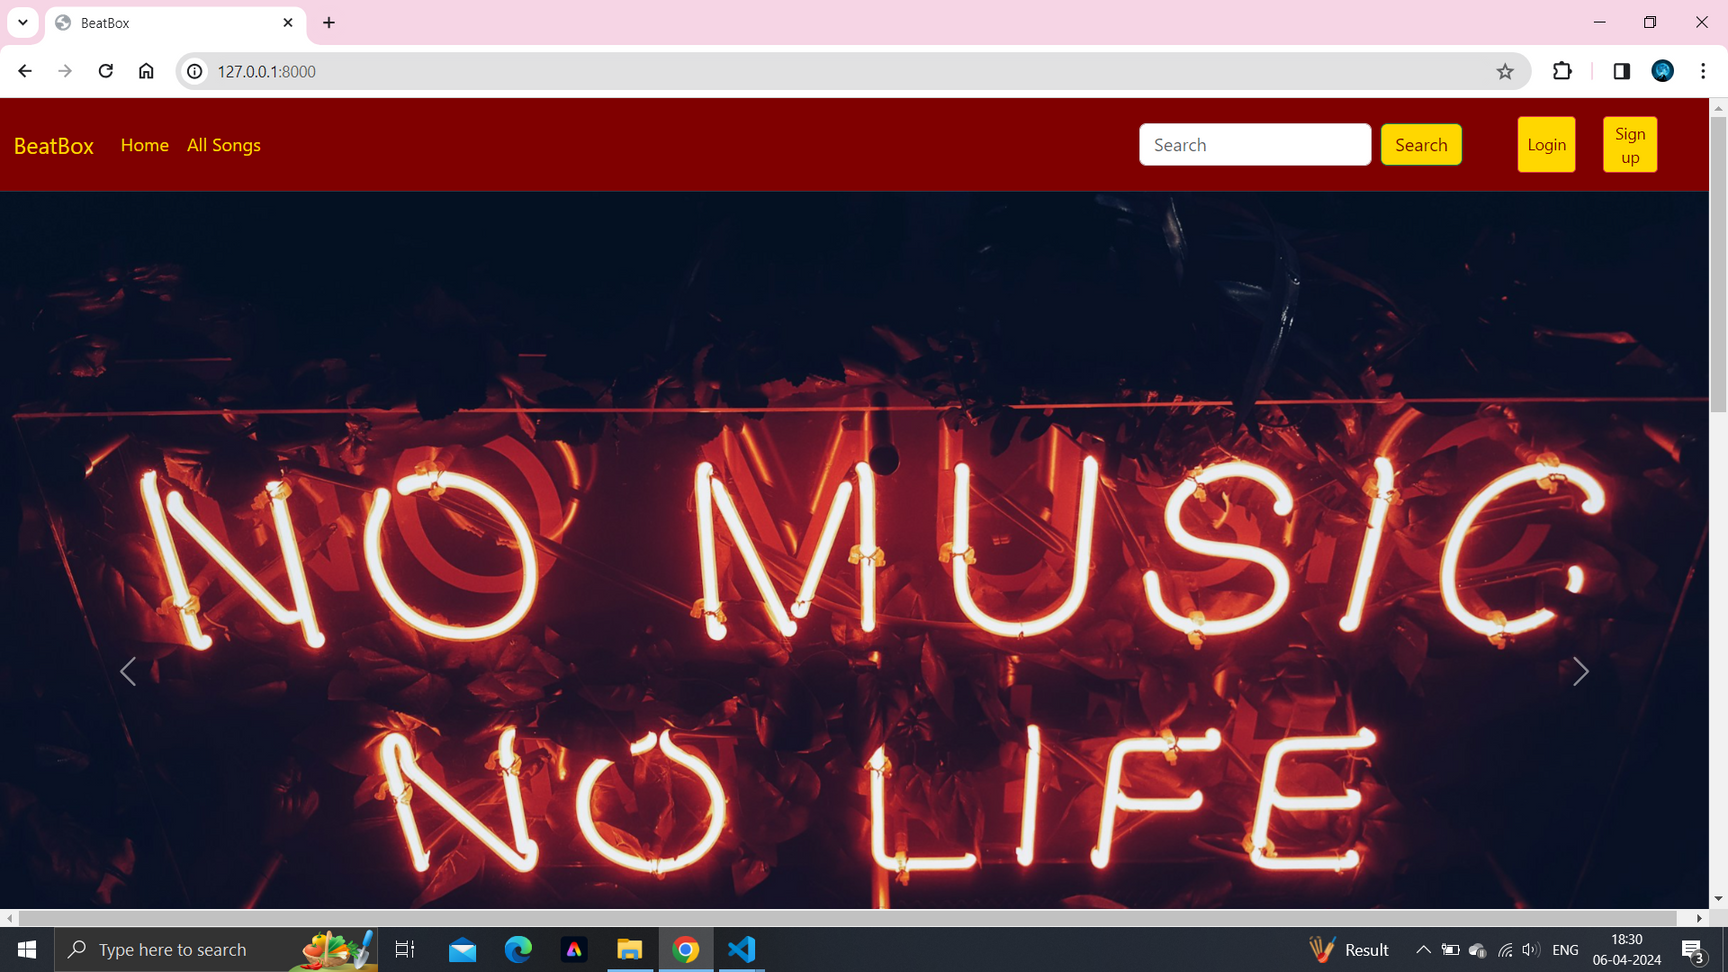 BeatBox
127.0.0.1:8000
BeatBox Home All Songs Search Search Login Sign up
NO MUSIC
NO LIFE
Type here to search Result ENG 18:30
06-04-2024 3